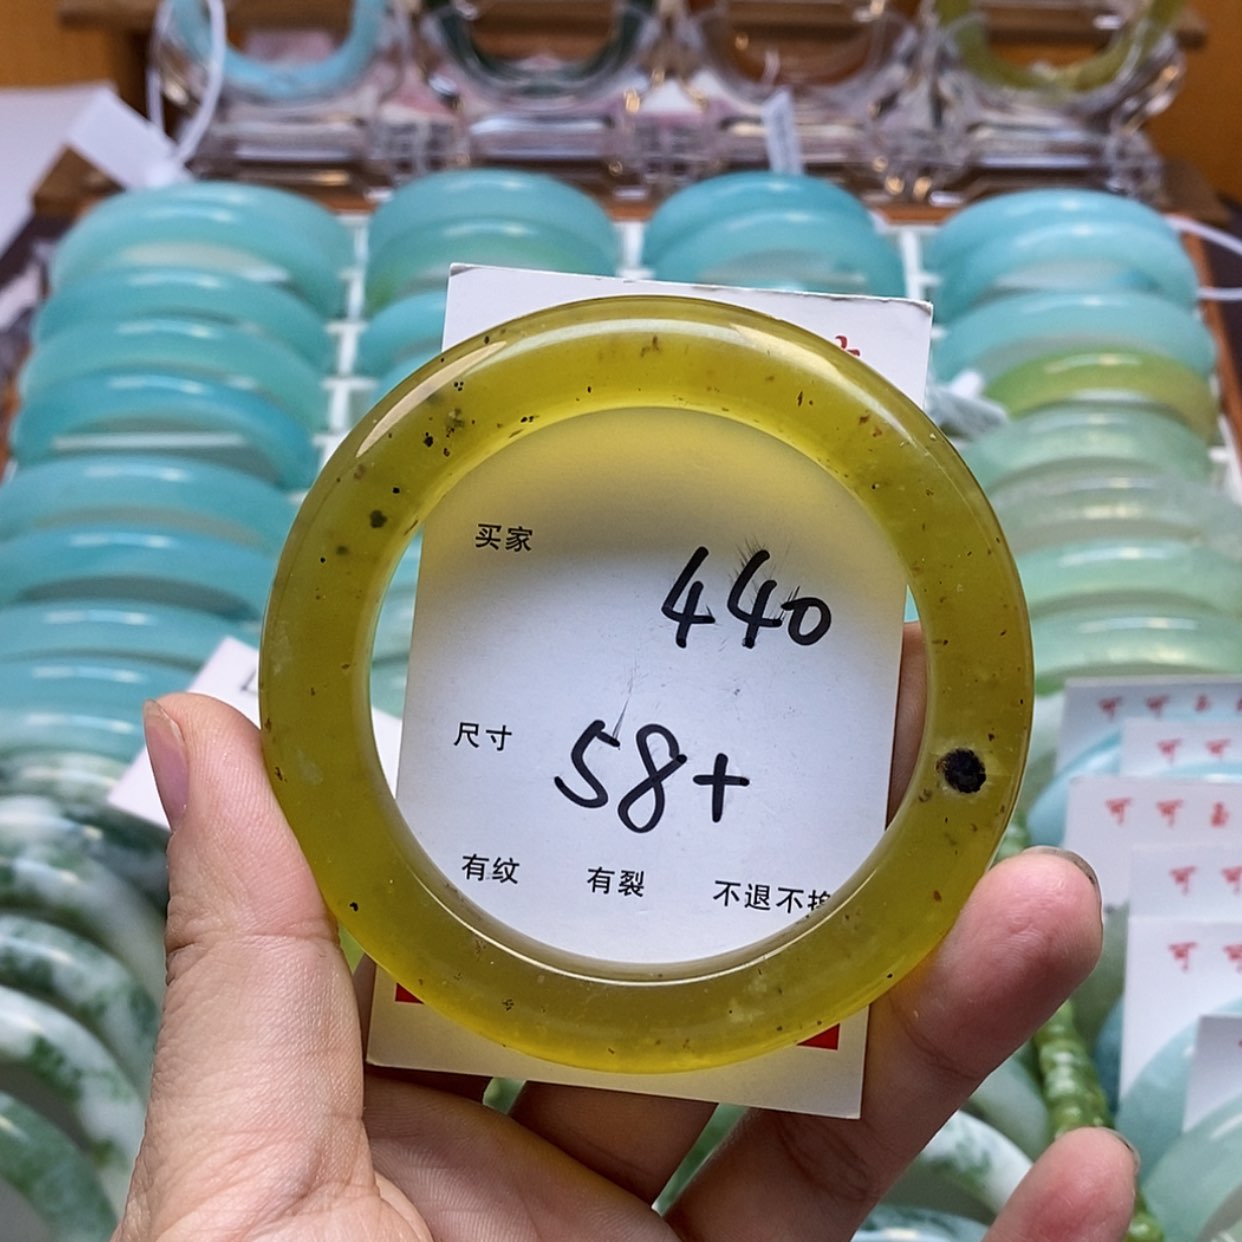 买家 440
尺寸 58+
有纹 有裂 不退不换